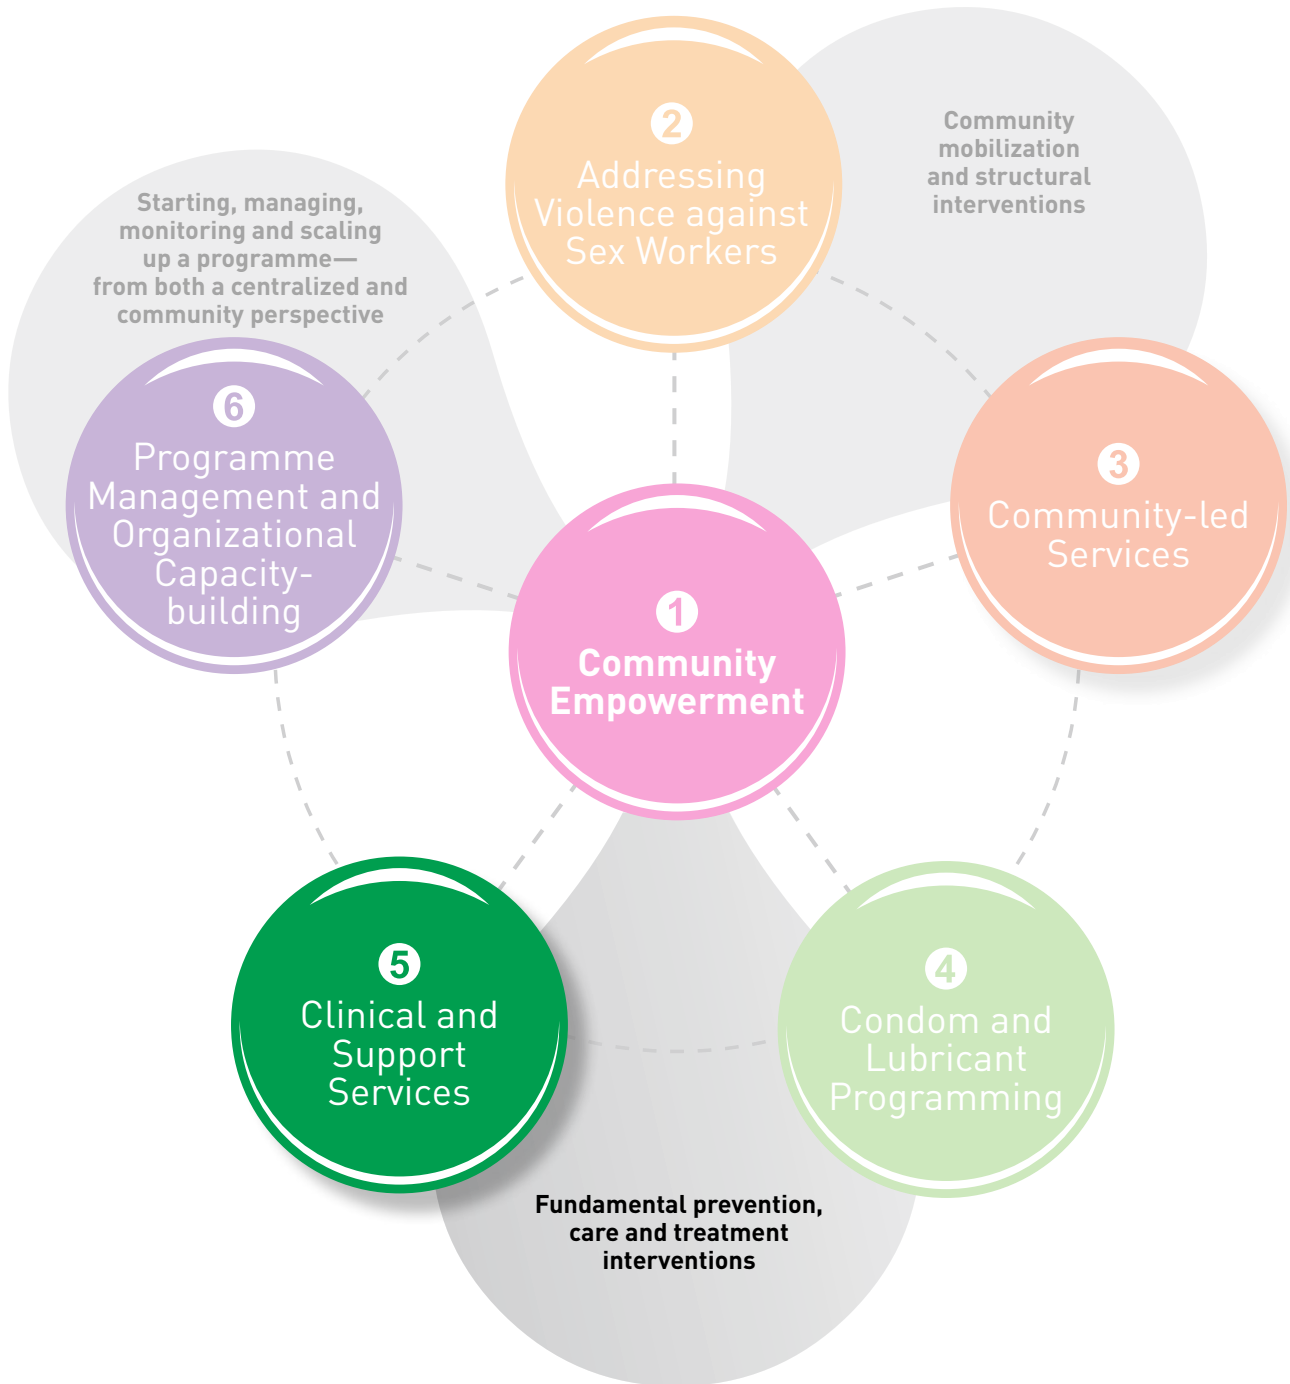 2
Addressing
Violence against
Sex Workers
Community
mobilization
and structural
interventions
Starting, managing,
monitoring and scaling
up a programme—
from both a centralized and
community perspective
6
Programme
Management and
Organizational
Capacity-
building
3
Community-led
Services
1
Community
Empowerment
5
Clinical and
Support
Services
4
Condom and
Lubricant
Programming
Fundamental prevention,
care and treatment
interventions